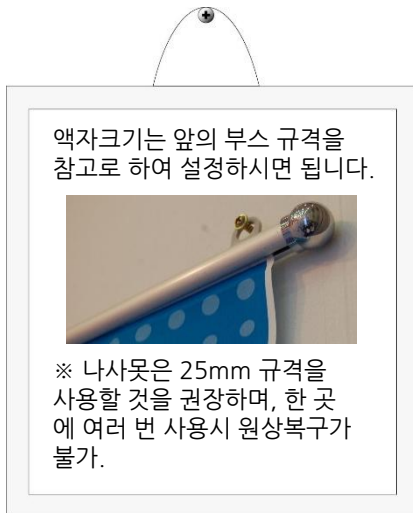 액자크기는 앞의 부스 규격을
참고로 하여 설정하시면 됩니다.
※ 나사못은 25mm 규격을
사용할 것을 권장하며, 한 곳
에 여러 번 사용시 원상복구가
불가.